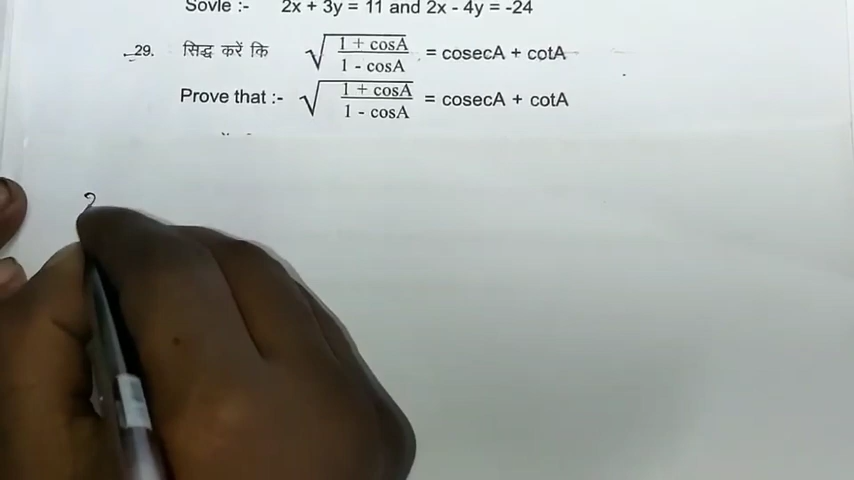 Sovle :- 2x + 3y = 11 and 2x - 4y = -24
29. सिद्ध करें कि √(1 + cosA / 1 - cosA) = cosecA + cotA
Prove that :- √(1 + cosA / 1 - cosA) = cosecA + cotA
2